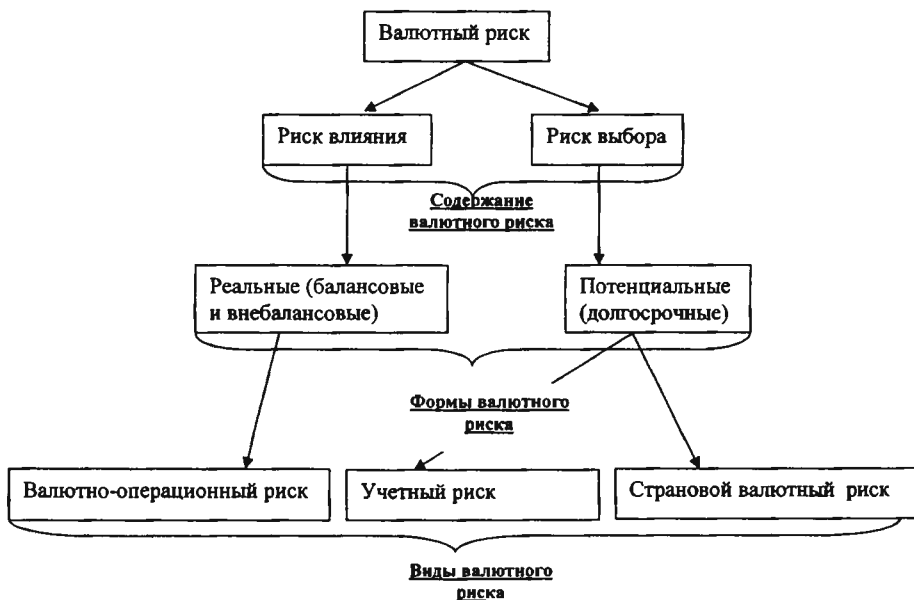 Валютный риск
Риск влияния
Риск выбора
Содержание
валютного риска
Реальные (балансовые
и внебалансовые)
Потенциальные
(долгосрочные)
Формы валютного
риска
Валютно-операционный риск
Учетный риск
Страновой валютный риск
Виды валютного
риска